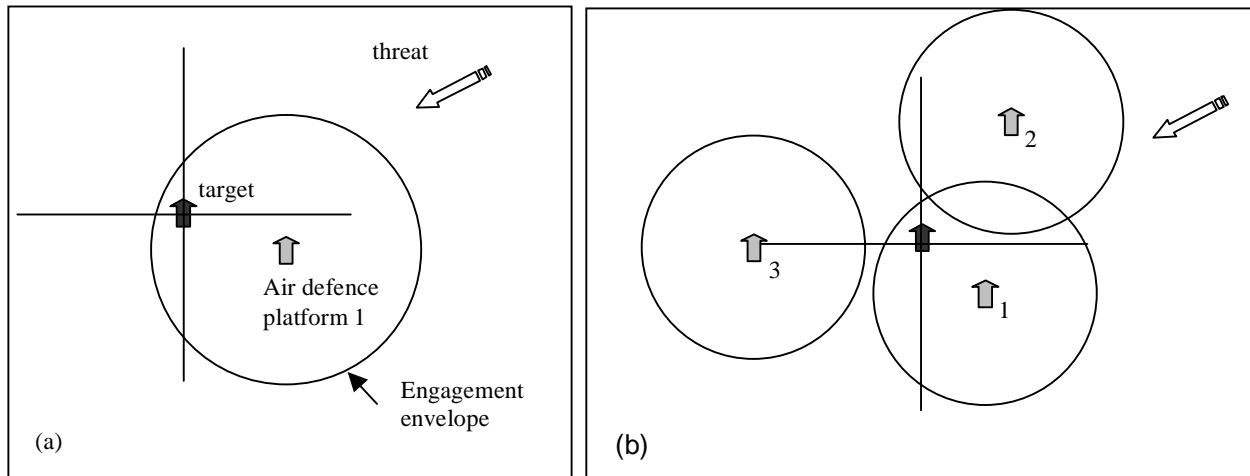 threat
target
Air defence
platform 1
Engagement
envelope
(a)
2
3
1
(b)